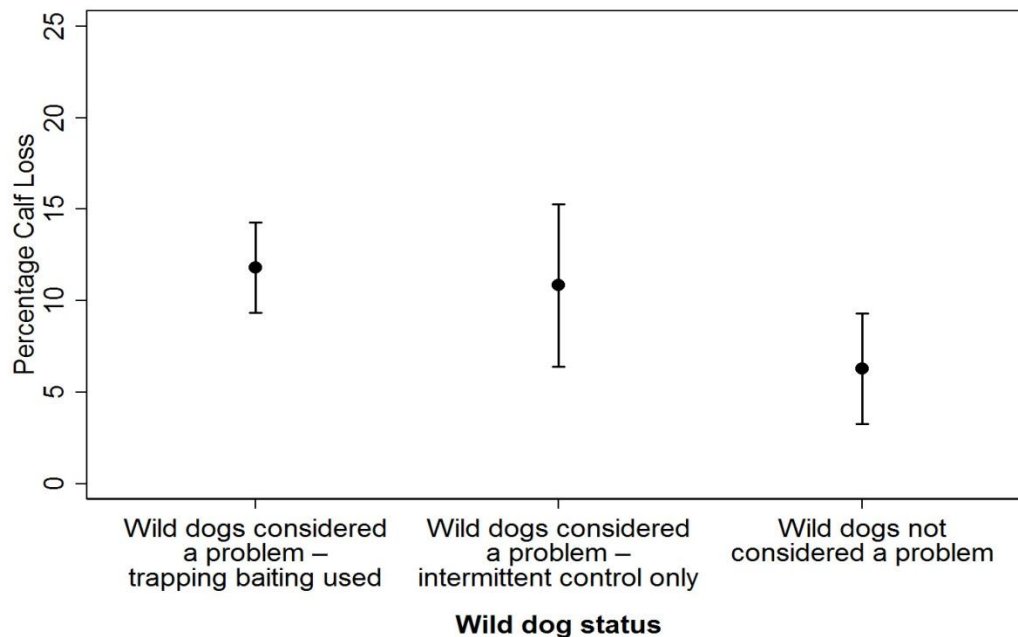 25
20
15
10
5
0
Percentage Calf Loss
Wild dogs considered
a problem –
trapping baiting used
Wild dogs considered
a problem –
intermittent control only
Wild dogs not
considered a problem
Wild dog status